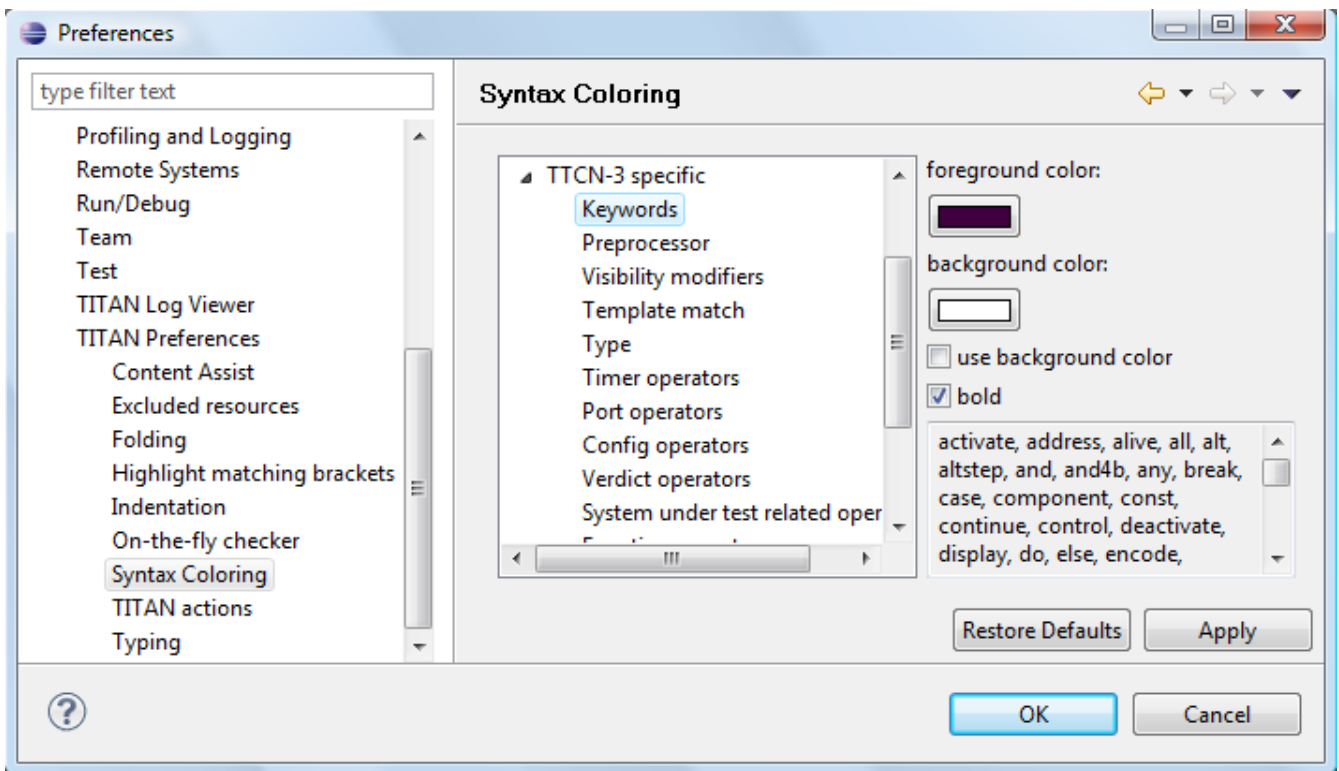 Preferences
type filter text
Profiling and Logging
Remote Systems
Run/Debug
Team
Test
TITAN Log Viewer
TITAN Preferences
Content Assist
Excluded resources
Folding
Highlight matching brackets
Indentation
On-the-fly checker
Syntax Coloring
TITAN actions
Typing
Syntax Coloring
TTCN-3 specific
Keywords
Preprocessor
Visibility modifiers
Template match
Type
Timer operators
Port operators
Config operators
Verdict operators
System under test related oper
foreground color:
background color:
use background color
bold
activate, address, alive, all, alt,
altstep, and, and4b, any, break,
case, component, const,
continue, control, deactivate,
display, do, else, encode,
Restore Defaults
Apply
OK
Cancel